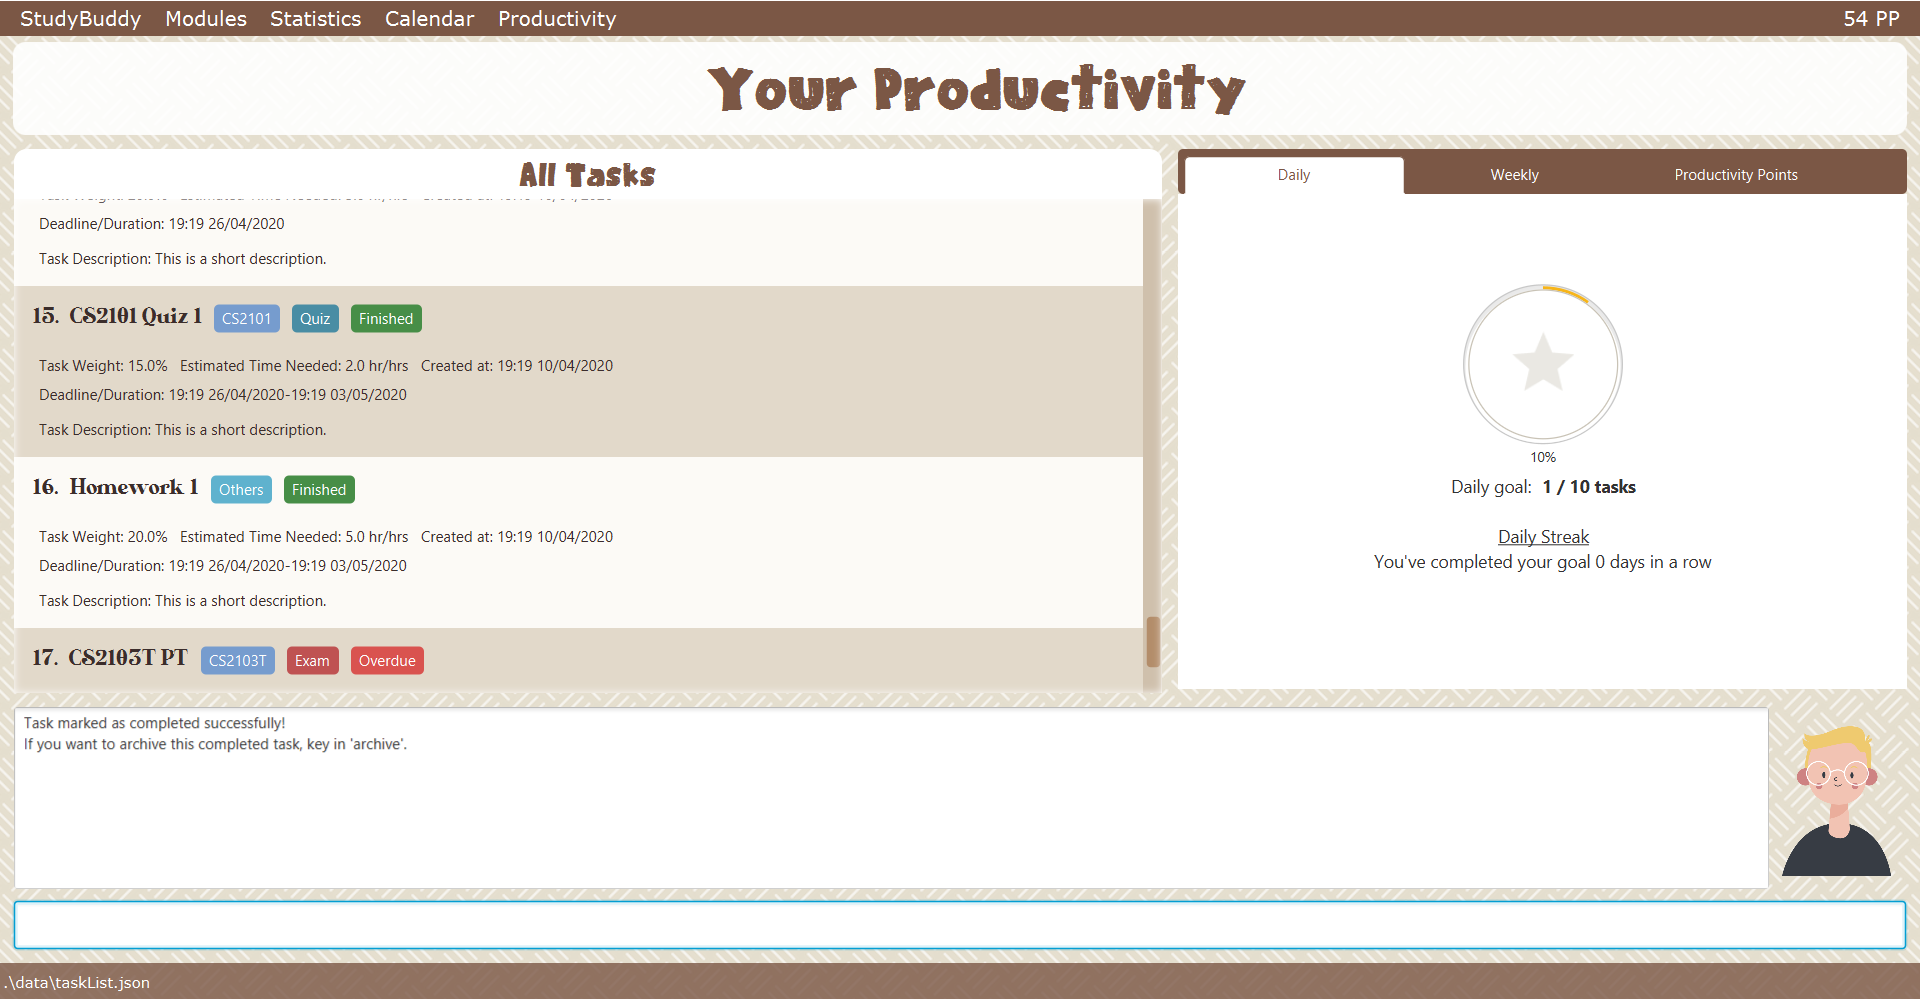 StudyBuddy Modules Statistics Calendar Productivity 54 PP
Your Productivity
All Tasks
Deadline/Duration: 19:19 26/04/2020
Task Description: This is a short description.
15. CS2101 Quiz 1 CS2101 Quiz Finished
Task Weight: 15.0% Estimated Time Needed: 2.0 hr/hrs Created at: 19:19 10/04/2020
Deadline/Duration: 19:19 26/04/2020-19:19 03/05/2020
Task Description: This is a short description.
16. Homework 1 Others Finished
Task Weight: 20.0% Estimated Time Needed: 5.0 hr/hrs Created at: 19:19 10/04/2020
Deadline/Duration: 19:19 26/04/2020-19:19 03/05/2020
Task Description: This is a short description.
17. CS2103T PT CS2103T Exam Overdue
Daily Weekly Productivity Points
10%
Daily goal: 1 / 10 tasks
Daily Streak
You've completed your goal 0 days in a row
Task marked as completed successfully!
If you want to archive this completed task, key in 'archive'.
.\data\taskList.json